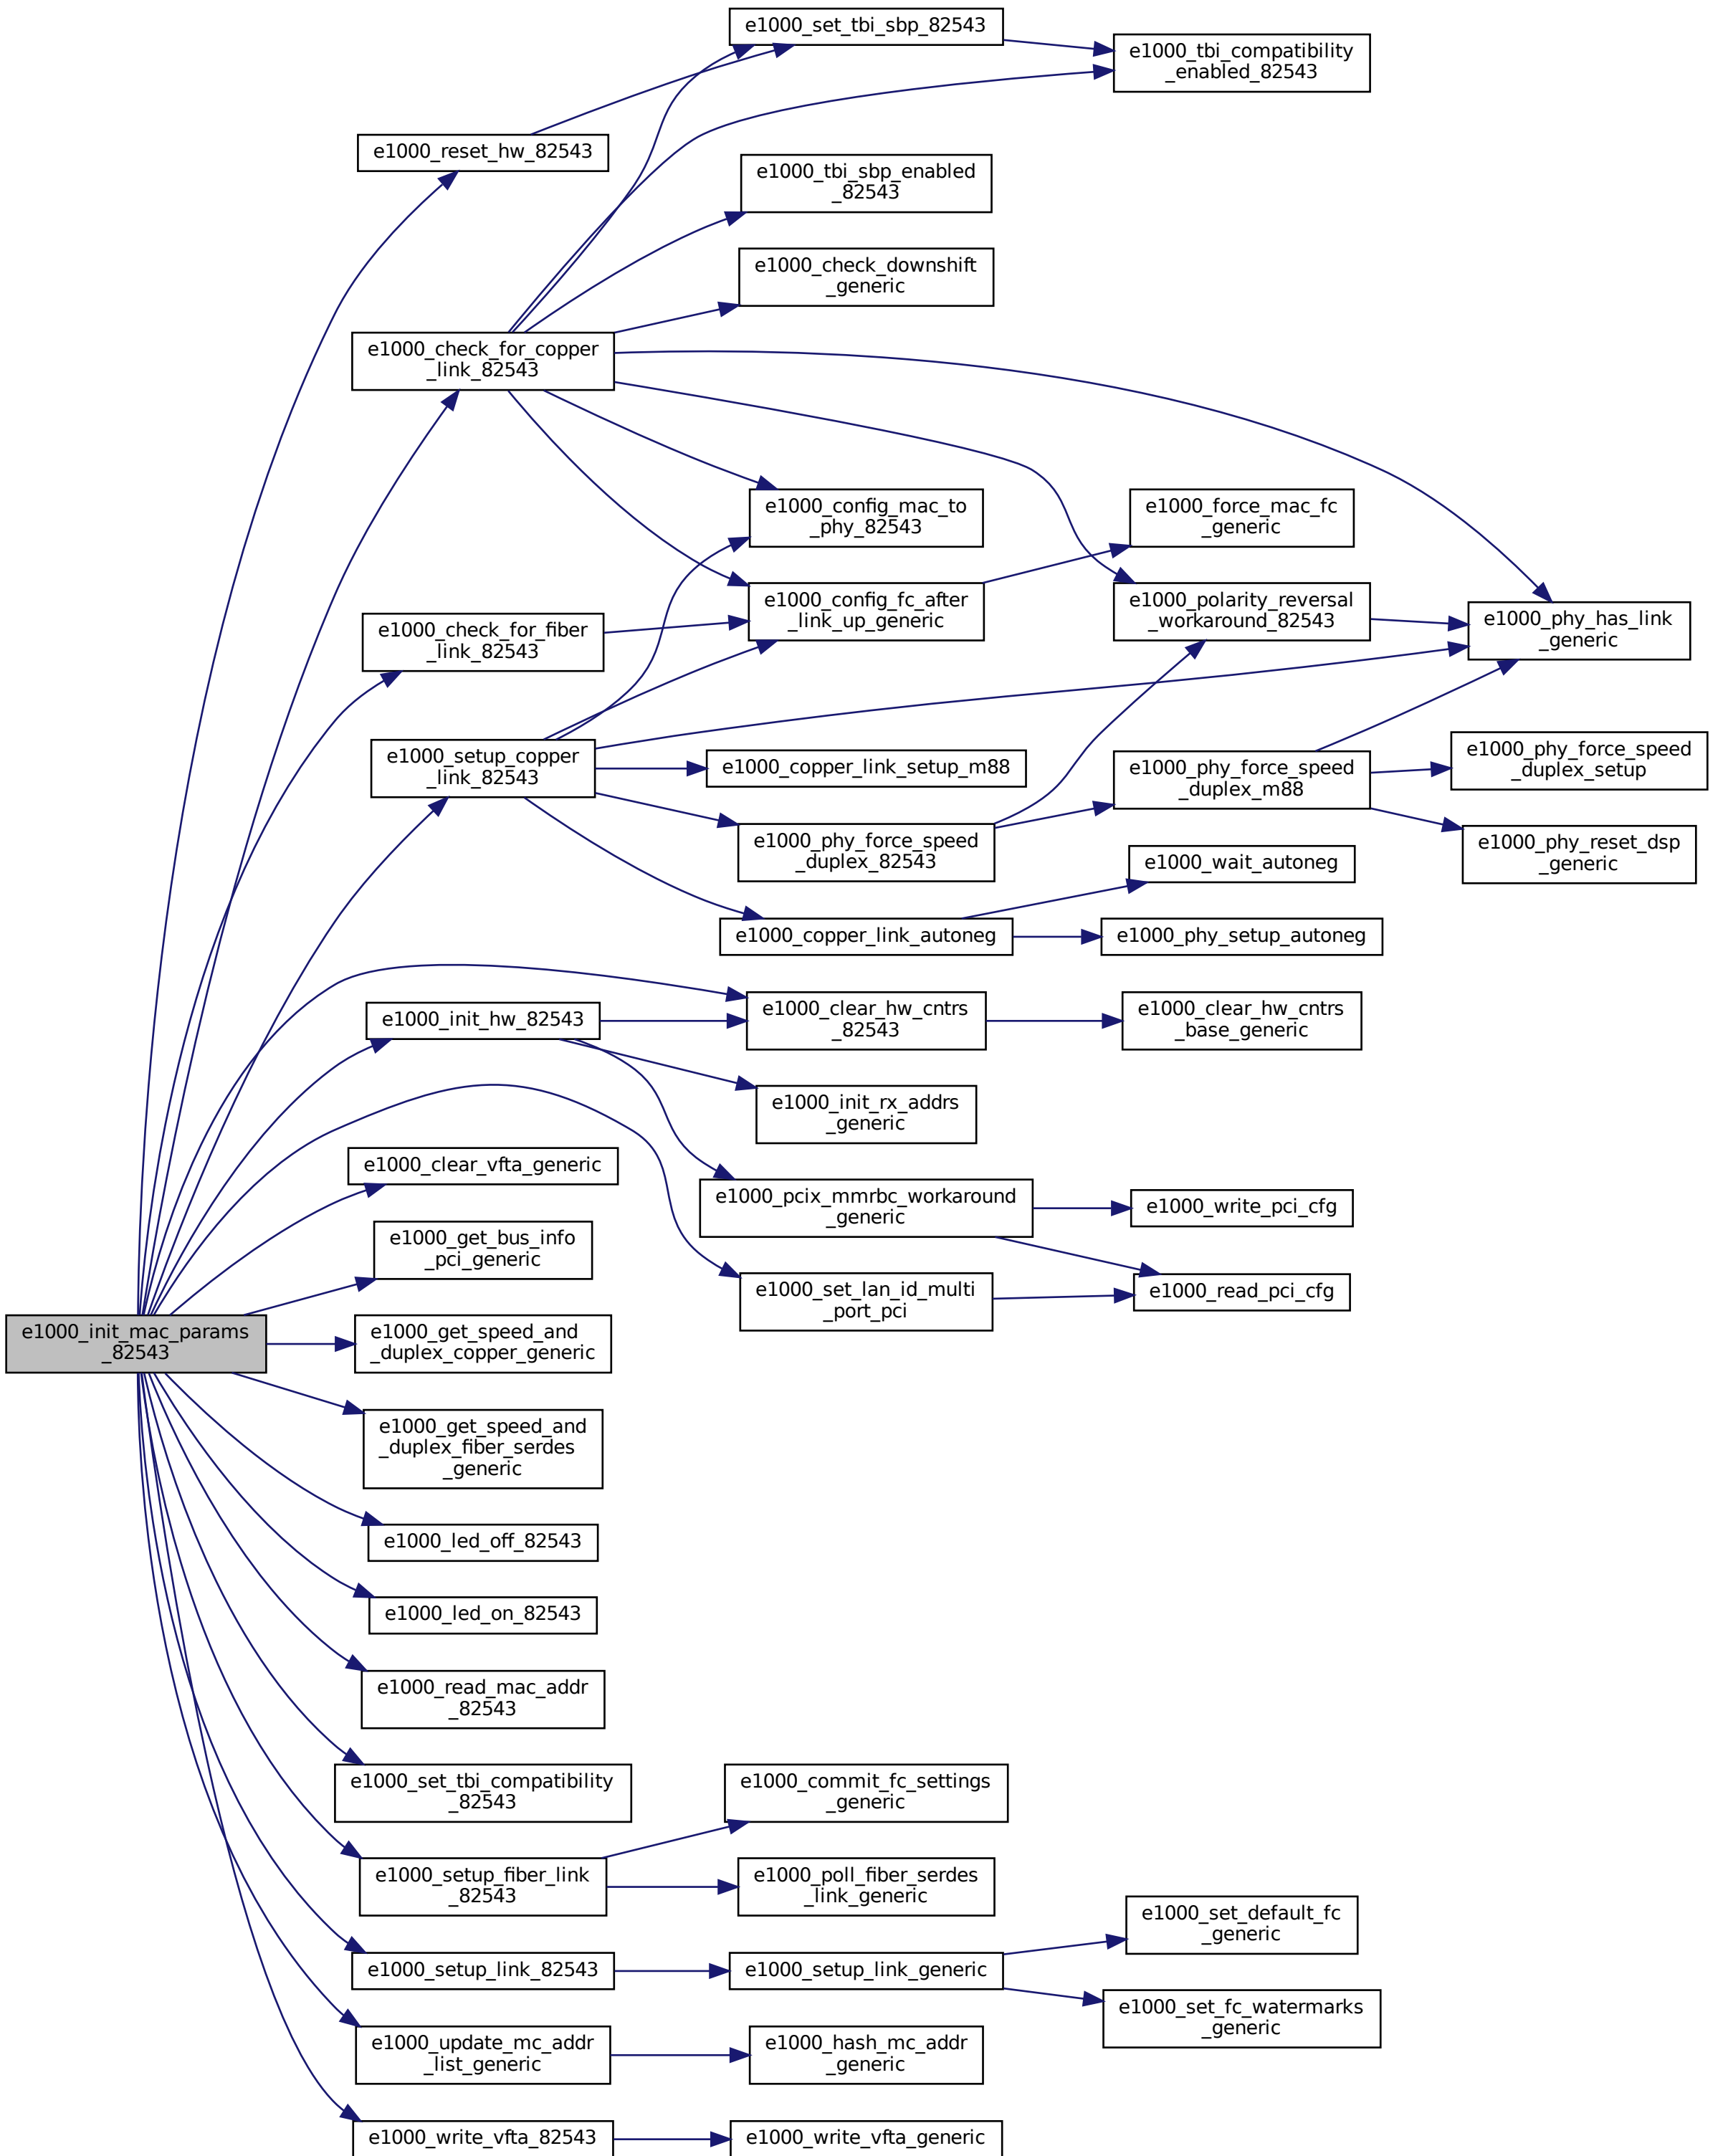 e1000_set_tbi_sbp_82543
e1000_tbi_compatibility
_enabled_82543
e1000_reset_hw_82543
e1000_tbi_sbp_enabled
_82543
e1000_check_downshift
_generic
e1000_check_for_copper
_link_82543
e1000_config_mac_to
_phy_82543
e1000_force_mac_fc
_generic
e1000_config_fc_after
_link_up_generic
e1000_polarity_reversal
_workaround_82543
e1000_phy_has_link
_generic
e1000_check_for_fiber
_link_82543
e1000_setup_copper
_link_82543
e1000_copper_link_setup_m88
e1000_phy_force_speed
_duplex_m88
e1000_phy_force_speed
_duplex_setup
e1000_phy_force_speed
_duplex_82543
e1000_phy_reset_dsp
_generic
e1000_wait_autoneg
e1000_copper_link_autoneg
e1000_phy_setup_autoneg
e1000_init_hw_82543
e1000_clear_hw_cntrs
_82543
e1000_clear_hw_cntrs
_base_generic
e1000_init_rx_addrs
_generic
e1000_clear_vfta_generic
e1000_pcix_mmrbc_workaround
_generic
e1000_write_pci_cfg
e1000_get_bus_info
_pci_generic
e1000_set_lan_id_multi
_port_pci
e1000_read_pci_cfg
e1000_init_mac_params
_82543
e1000_get_speed_and
_duplex_copper_generic
e1000_get_speed_and
_duplex_fiber_serdes
_generic
e1000_led_off_82543
e1000_led_on_82543
e1000_read_mac_addr
_82543
e1000_set_tbi_compatibility
_82543
e1000_commit_fc_settings
_generic
e1000_setup_fiber_link
_82543
e1000_poll_fiber_serdes
_link_generic
e1000_set_default_fc
_generic
e1000_setup_link_82543
e1000_setup_link_generic
e1000_set_fc_watermarks
_generic
e1000_update_mc_addr
_list_generic
e1000_hash_mc_addr
_generic
e1000_write_vfta_82543
e1000_write_vfta_generic